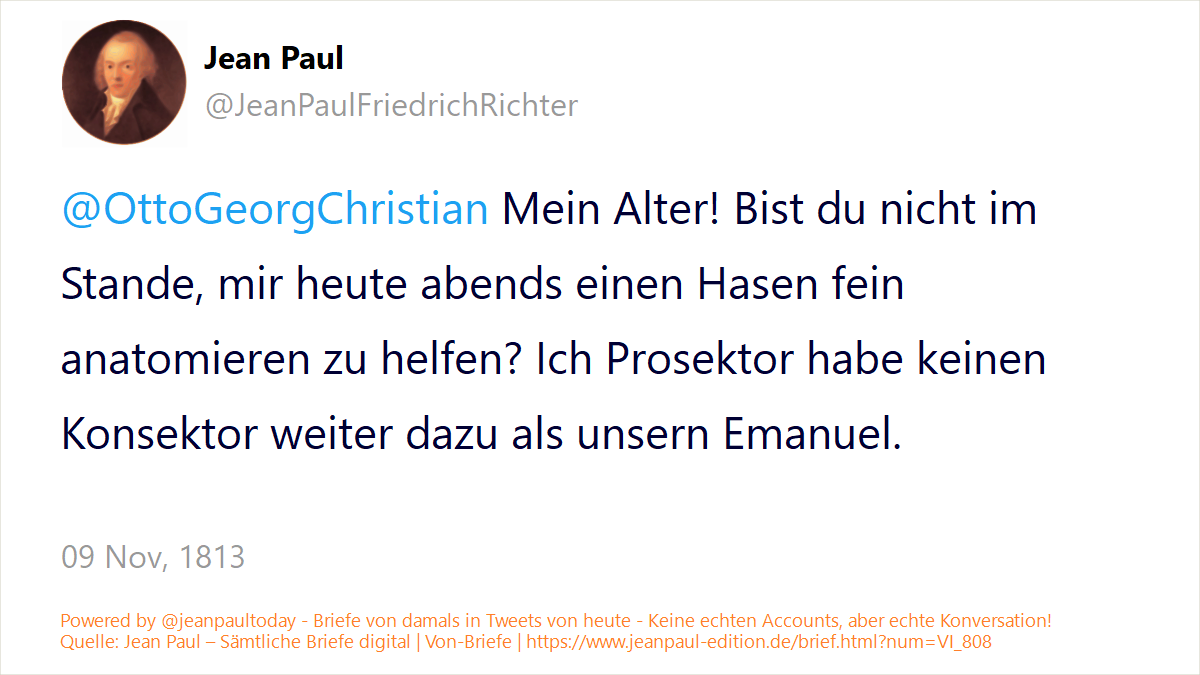 Jean Paul
@JeanPaulFriedrichRichter
@OttoGeorgChristian Mein Alter! Bist du nicht im
Stande, mir heute abends einen Hasen fein
anatomieren zu helfen? Ich Prosektor habe keinen
Konsektor weiter dazu als unsern Emanuel.
09 Nov, 1813
Powered by @jeanpaultoday - Briefe von damals in Tweets von heute - Keine echten Accounts, aber echte Konversation!
Quelle: Jean Paul – Sämtliche Briefe digital | Von-Briefe | https://www.jeanpaul-edition.de/brief.html?num=VI_808